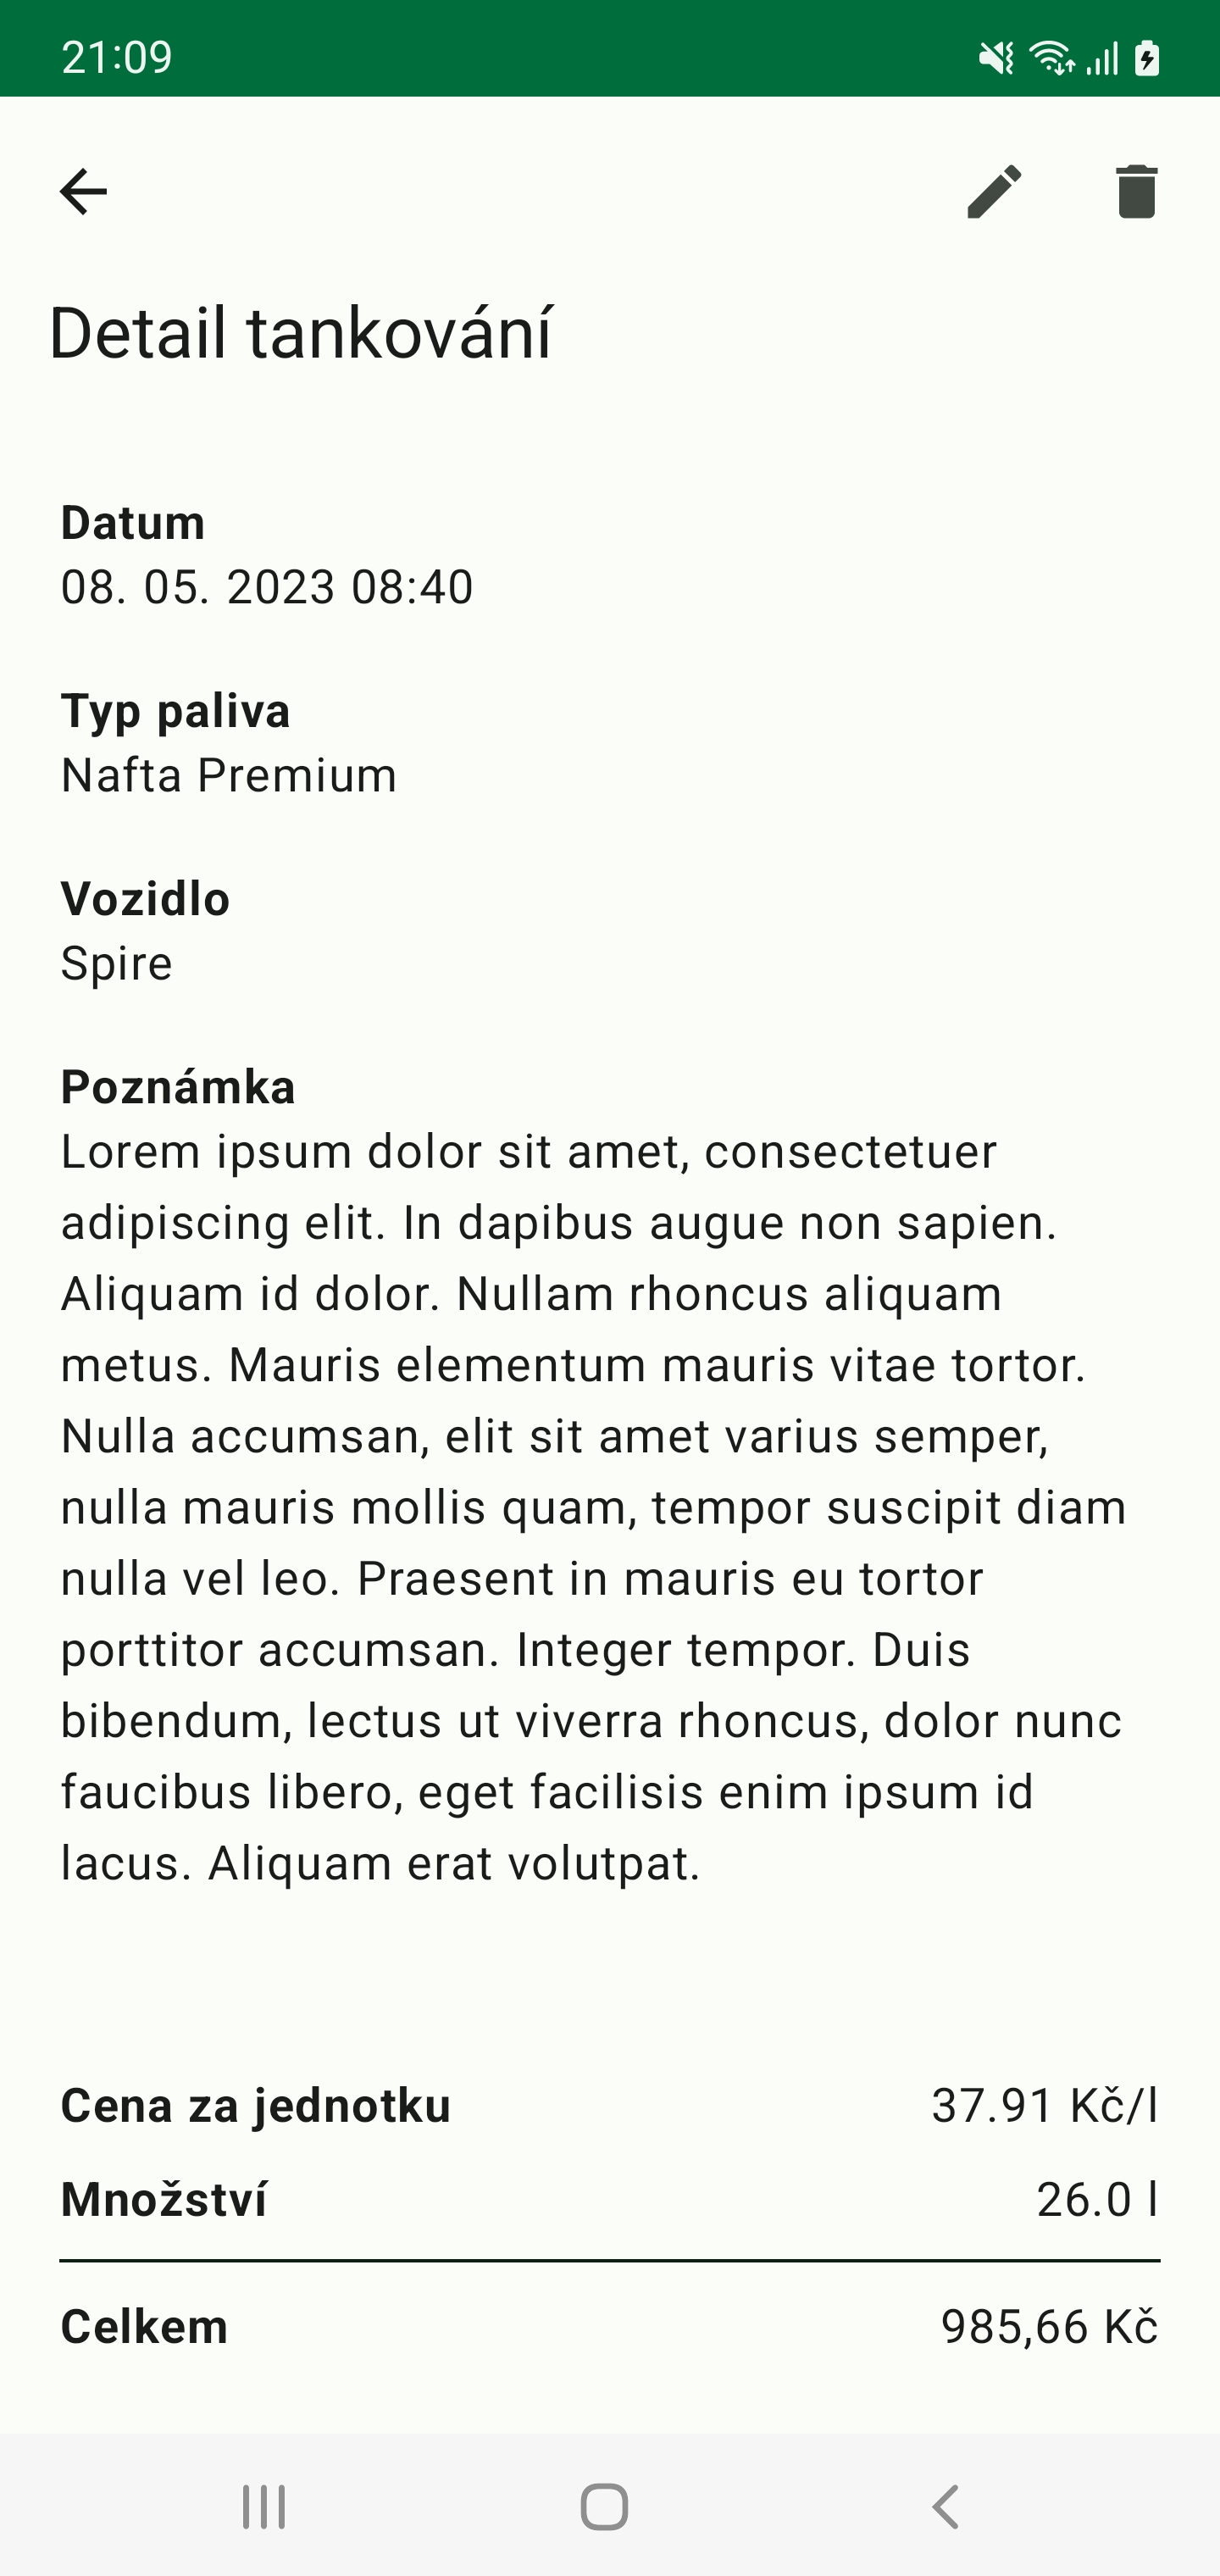 21:09
Detail tankování
Datum
08. 05. 2023 08:40
Typ paliva
Nafta Premium
Vozidlo
Spire
Poznámka
Lorem ipsum dolor sit amet, consectetuer
adipiscing elit. In dapibus augue non sapien.
Aliquam id dolor. Nullam rhoncus aliquam
metus. Mauris elementum mauris vitae tortor.
Nulla accumsan, elit sit amet varius semper,
nulla mauris mollis quam, tempor suscipit diam
nulla vel leo. Praesent in mauris eu tortor
porttitor accumsan. Integer tempor. Duis
bibendum, lectus ut viverra rhoncus, dolor nunc
faucibus libero, eget facilisis enim ipsum id
lacus. Aliquam erat volutpat.
Cena za jednotku 37.91 Kč/l
Množství 26.0 l
Celkem 985,66 Kč